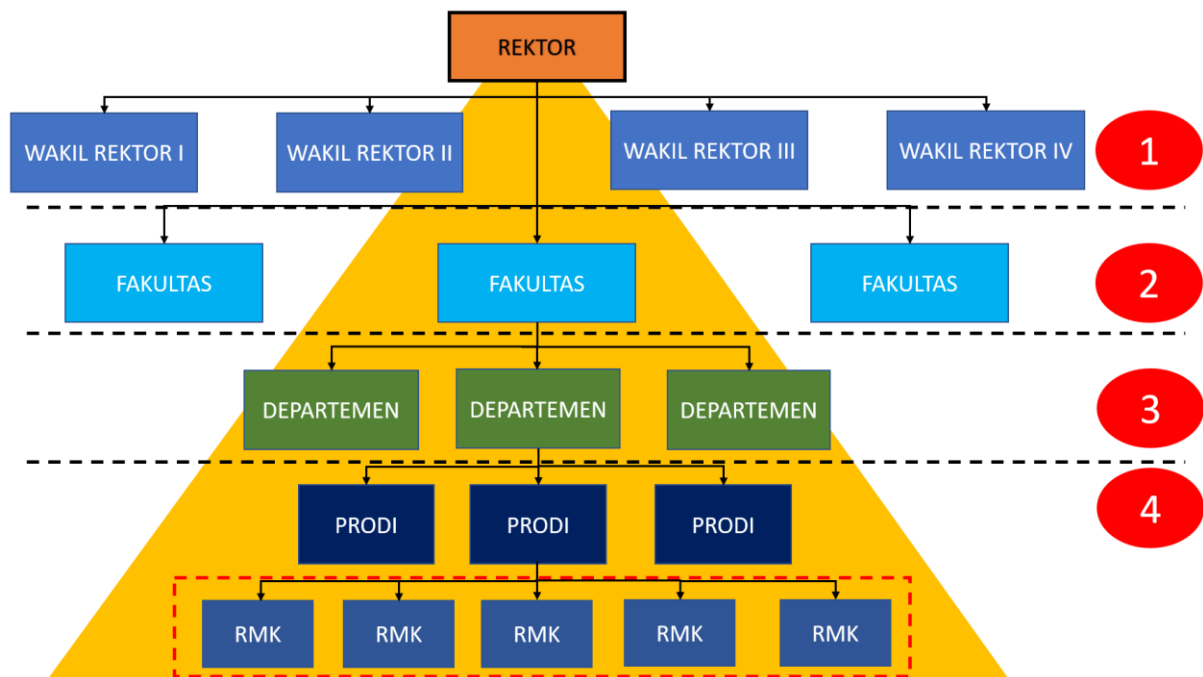 REKTOR
WAKIL REKTOR I
WAKIL REKTOR II
WAKIL REKTOR III
WAKIL REKTOR IV
1
FAKULTAS
FAKULTAS
FAKULTAS
2
DEPARTEMEN
DEPARTEMEN
DEPARTEMEN
3
PRODI
PRODI
PRODI
4
RMK
RMK
RMK
RMK
RMK